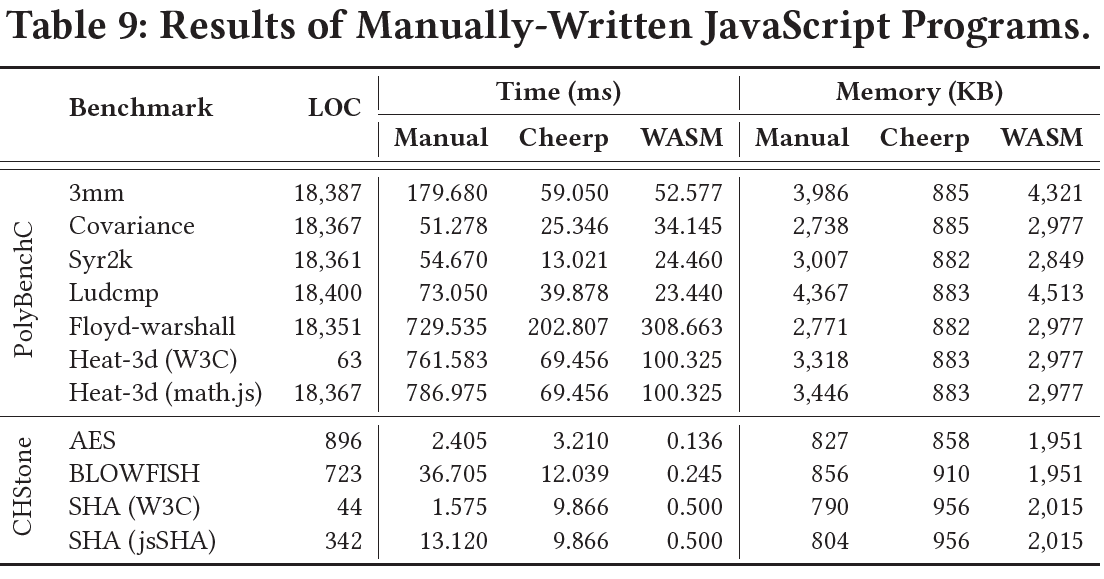 Table 9: Results of Manually-Written JavaScript Programs.
Benchmark LOC Time (ms) Memory (KB)
Manual Cheerp WASM Manual Cheerp WASM
PolyBenchC
3mm 18,387 179.680 59.050 52.577 3,986 885 4,321
Covariance 18,367 51.278 25.346 34.145 2,738 885 2,977
Syr2k 18,361 54.670 13.021 24.460 3,007 882 2,849
Ludcmp 18,400 73.050 39.878 23.440 4,367 883 4,513
Floyd-warshall 18,351 729.535 202.807 308.663 2,771 882 2,977
Heat-3d (W3C) 63 761.583 69.456 100.325 3,318 883 2,977
Heat-3d (math.js) 18,367 786.975 69.456 100.325 3,446 883 2,977
CHStone
AES 896 2.405 3.210 0.136 827 858 1,951
BLOWFISH 723 36.705 12.039 0.245 856 910 1,951
SHA (W3C) 44 1.575 9.866 0.500 790 956 2,015
SHA (jsSHA) 342 13.120 9.866 0.500 804 956 2,015